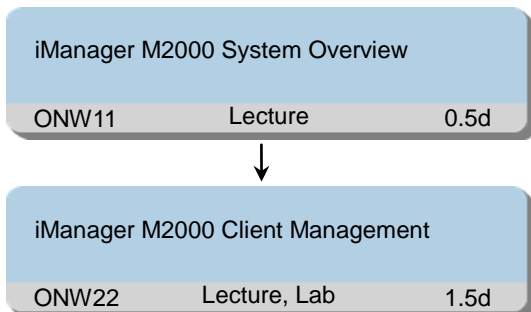 iManager M2000 System Overview
ONW11 Lecture 0.5d
iManager M2000 Client Management
ONW22 Lecture, Lab 1.5d